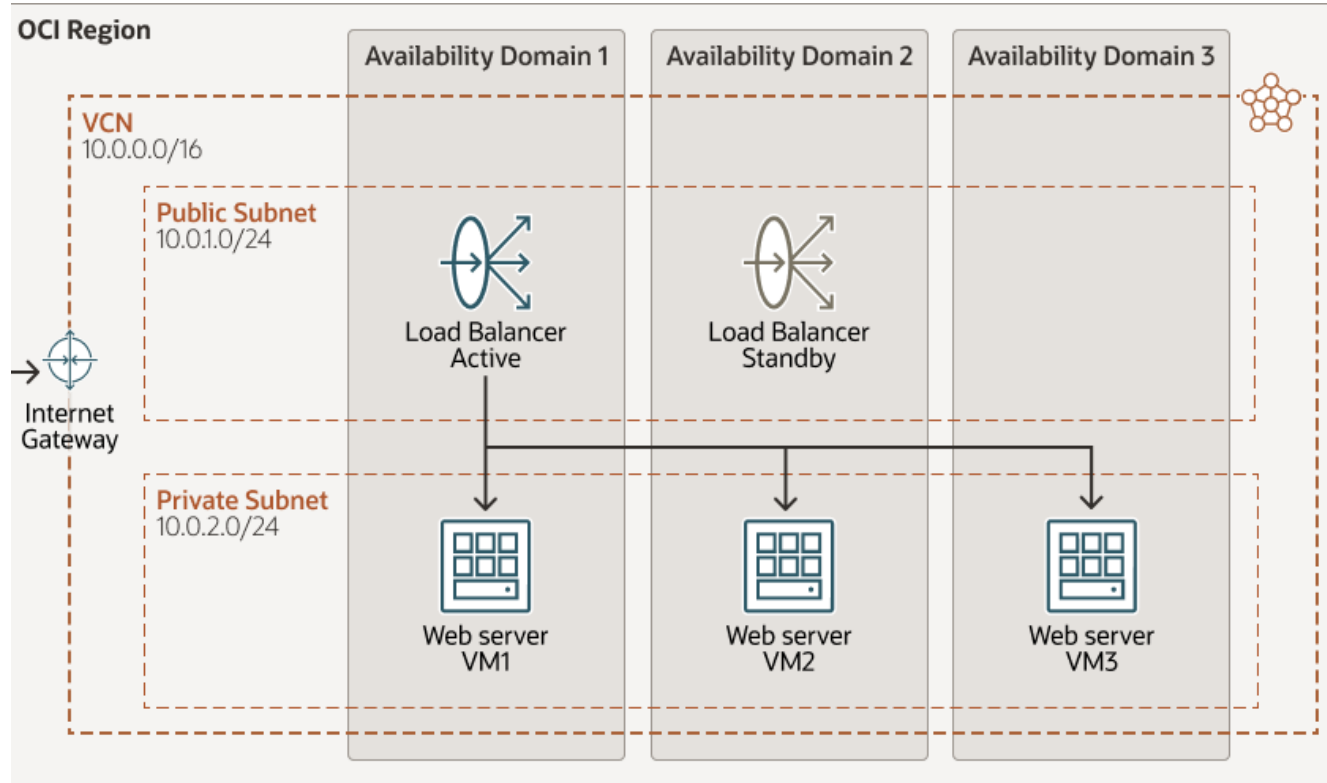 OCI Region
Availability Domain 1
Availability Domain 2
Availability Domain 3
VCN
10.0.0.0/16
Public Subnet
10.0.1.0/24
Load Balancer
Active
Load Balancer
Standby
Internet
Gateway
Private Subnet
10.0.2.0/24
Web server
VM1
Web server
VM2
Web server
VM3